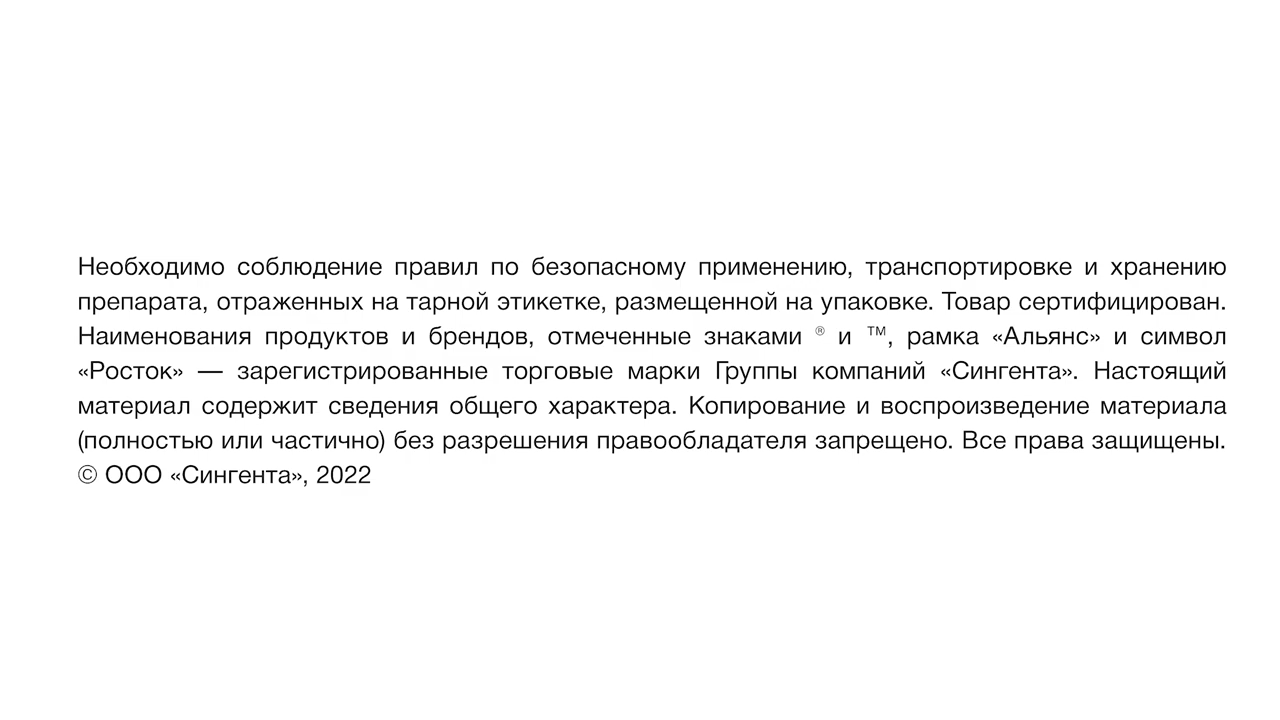 Необходимо соблюдение правил по безопасному применению, транспортировке и хранению
препарата, отраженных на тарной этикетке, размещенной на упаковке. Товар сертифицирован.
Наименования продуктов и брендов, отмеченные знаками ® и ™, рамка «Альянс» и символ
«Росток» — зарегистрированные торговые марки Группы компаний «Сингента». Настоящий
материал содержит сведения общего характера. Копирование и воспроизведение материала
(полностью или частично) без разрешения правообладателя запрещено. Все права защищены.
© ООО «Сингента», 2022